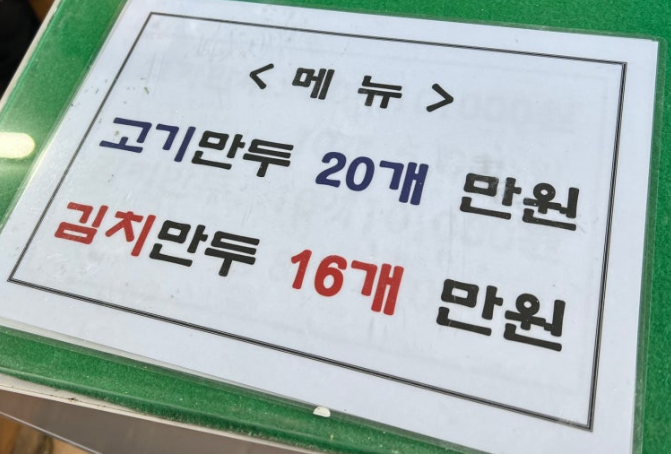 < 메 뉴 >
고기만두 20개 만원
김치만두 16개 만원